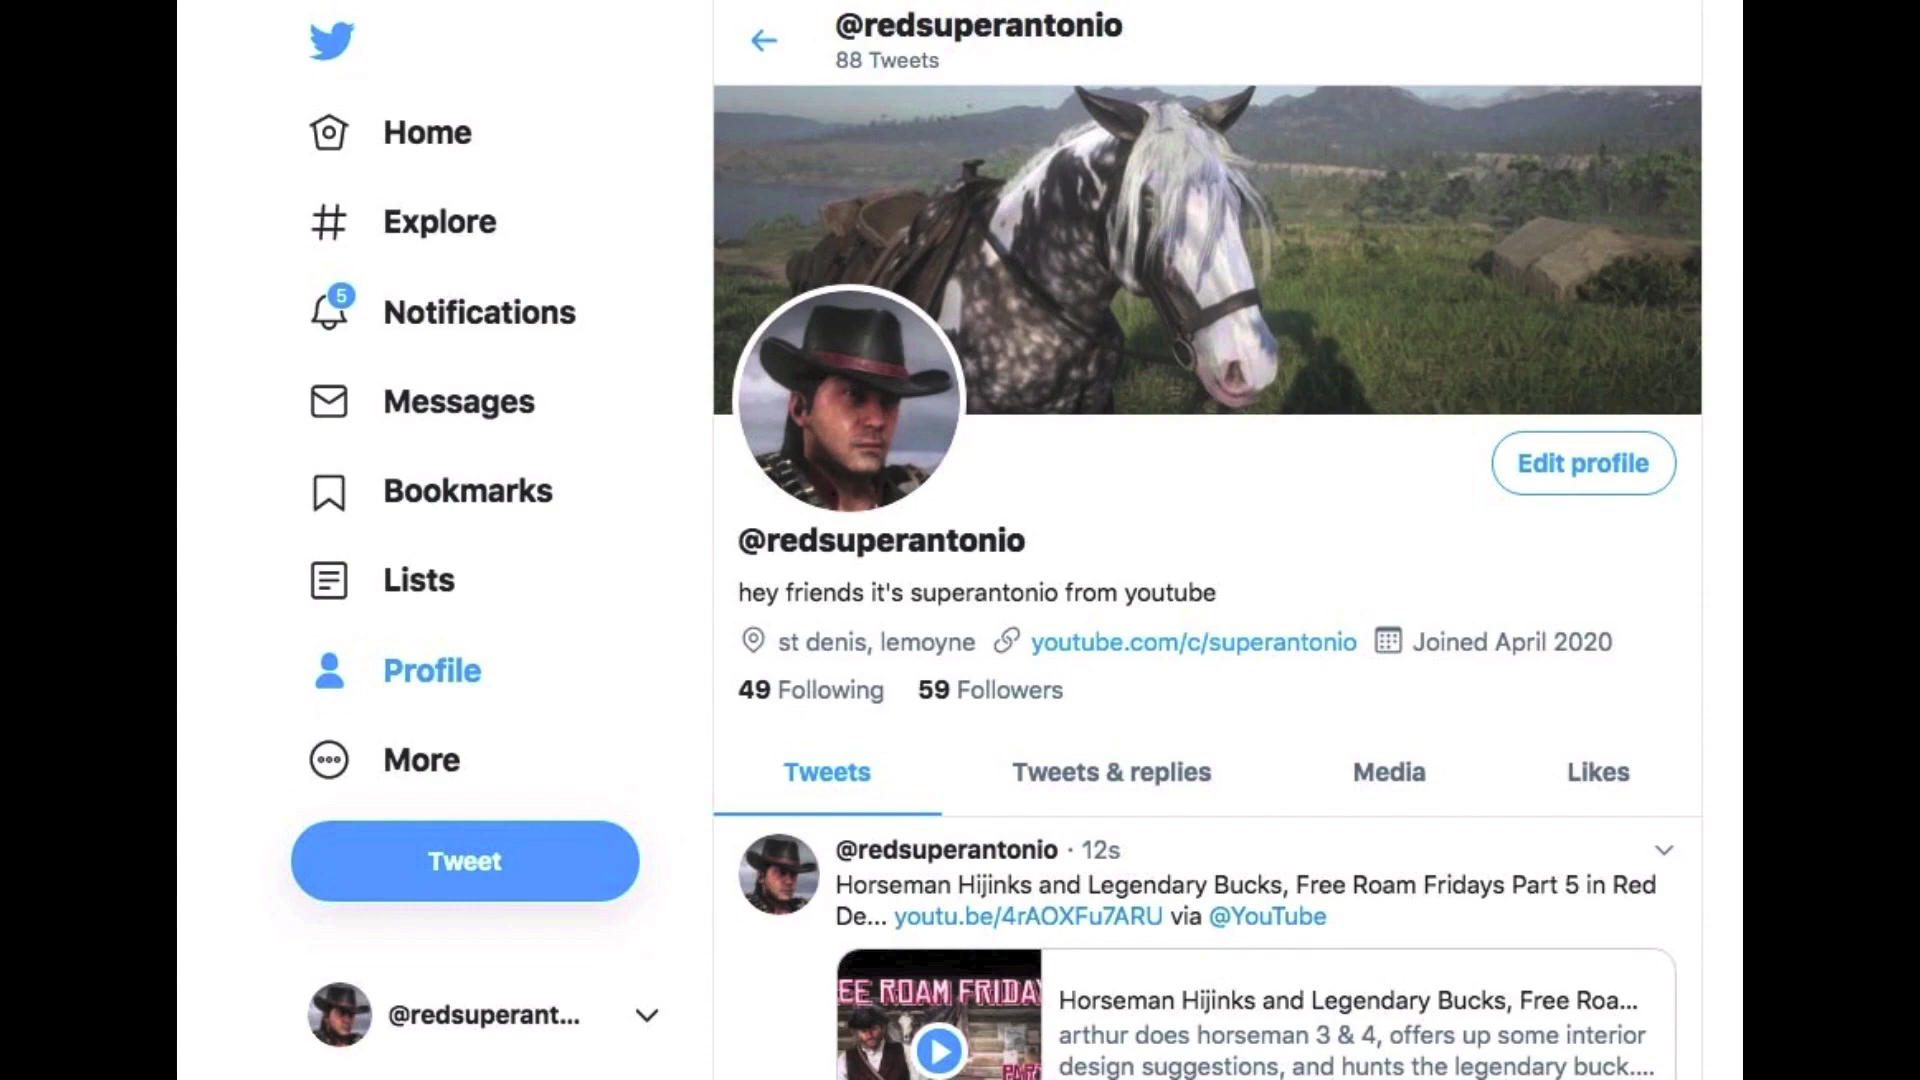 @redsuperantonio
88 Tweets
Home
Explore
5
Notifications
Messages
Bookmarks
Lists
Profile
More
Tweet
@redsuperant...
Edit profile
@redsuperantonio
hey friends it's superantonio from youtube
st denis, lemoyne youtube.com/c/superantonio Joined April 2020
49 Following 59 Followers
Tweets Tweets & replies Media Likes
@redsuperantonio · 12s
Horseman Hijinks and Legendary Bucks, Free Roam Fridays Part 5 in Red
De... youtu.be/4rAOXFu7ARU via @YouTube
EE ROAM FRIDA
PART
Horseman Hijinks and Legendary Bucks, Free Roa...
arthur does horseman 3 & 4, offers up some interior
design suggestions, and hunts the legendary buck....